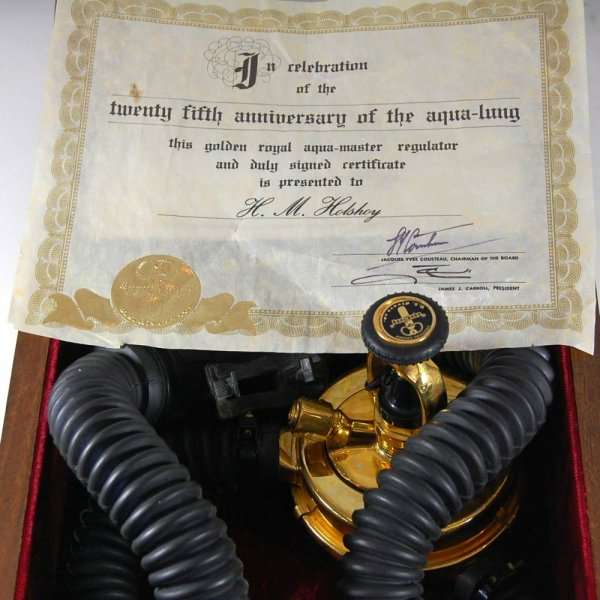 In celebration
of the
twenty fifth anniversary of the aqua-lung
this golden royal aqua-master regulator
and duly signed certificate
is presented to
H. M. Holshoy
JACQUES YVES COUSTEAU, CHAIRMAN OF THE BOARD
JAMES J. CARROLL, PRESIDENT